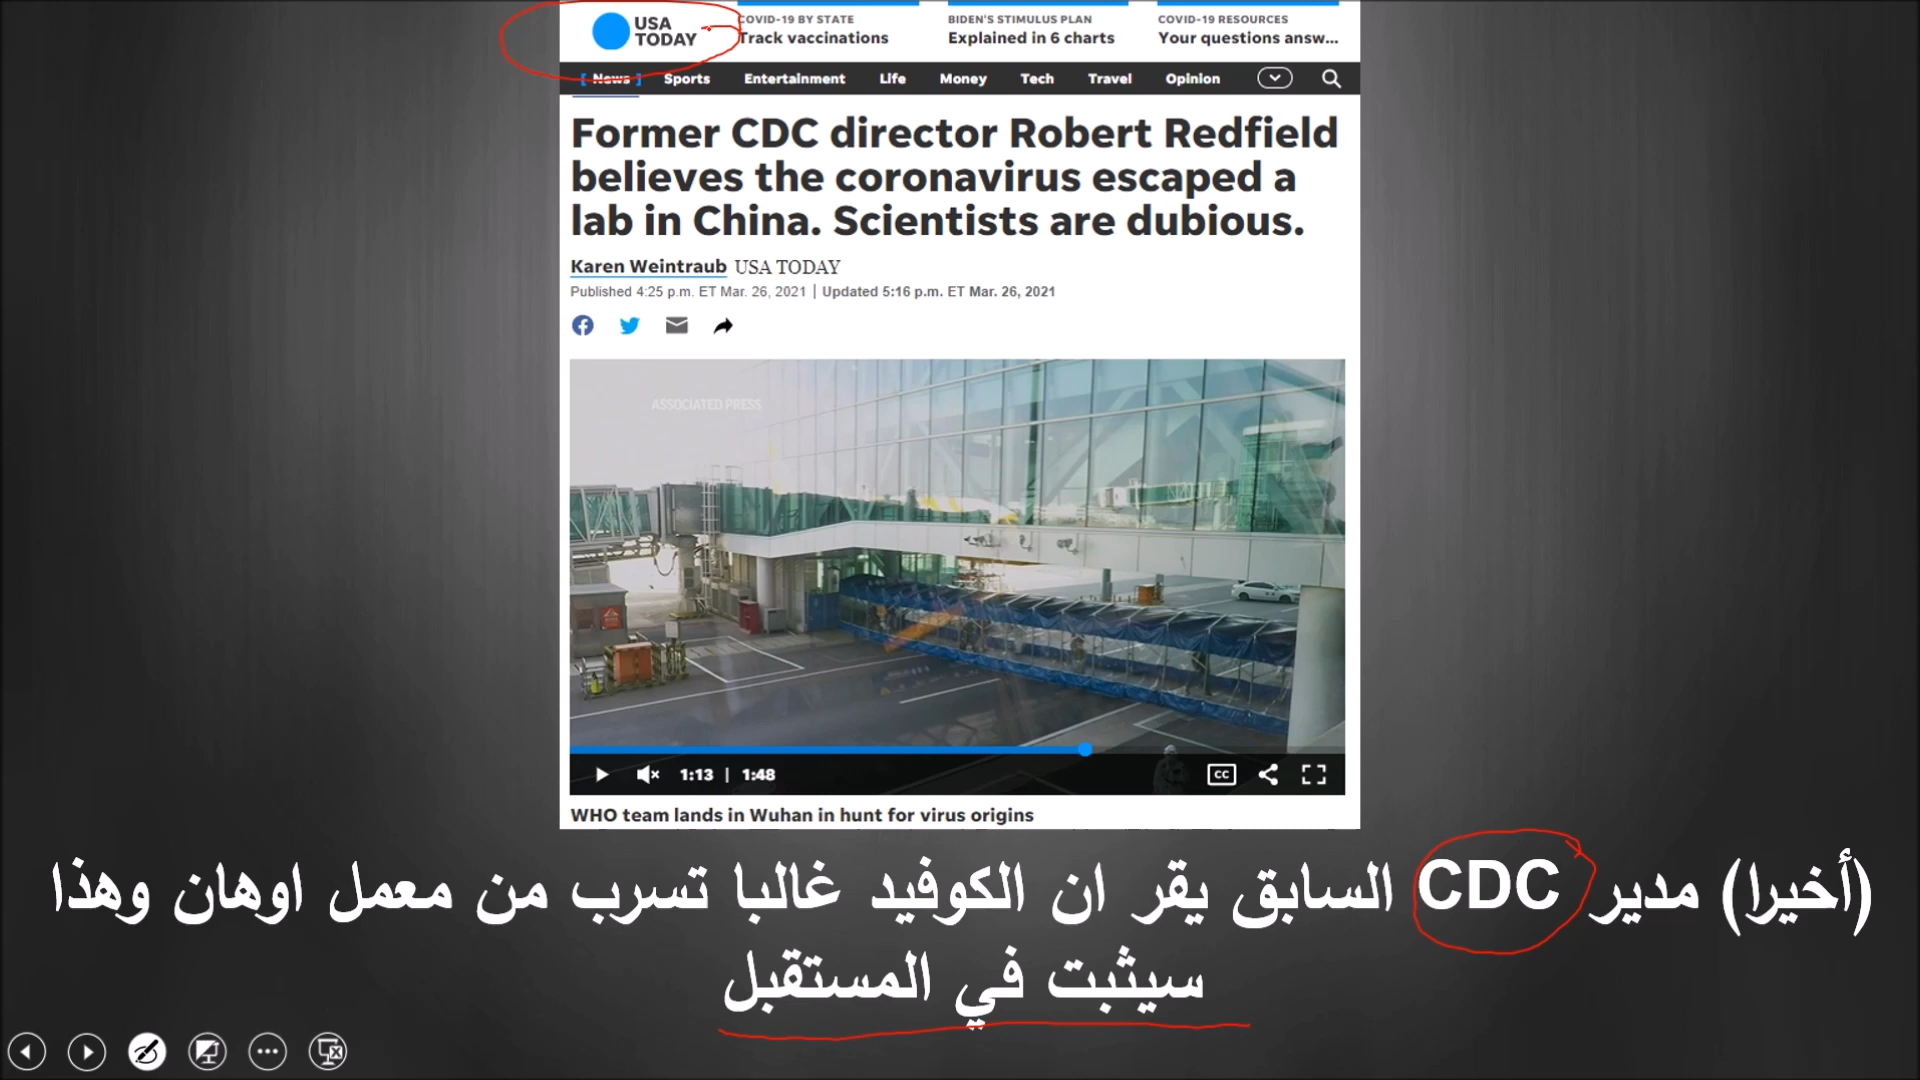 USA
TODAY
COVID-19 BY STATE
Track vaccinations
BIDEN'S STIMULUS PLAN
Explained in 6 charts
COVID-19 RESOURCES
Your questions answ...
[ News ] Sports Entertainment Life Money Tech Travel Opinion
Former CDC director Robert Redfield
believes the coronavirus escaped a
lab in China. Scientists are dubious.
Karen Weintraub USA TODAY
Published 4:25 p.m. ET Mar. 26, 2021 | Updated 5:16 p.m. ET Mar. 26, 2021
ASSOCIATED PRESS
1:13 | 1:48
CC
WHO team lands in Wuhan in hunt for virus origins
(أخيرا) مدير CDC السابق يقر ان الكوفيد غالبا تسرب من معمل اوهان وهذا
سيثبت في المستقبل